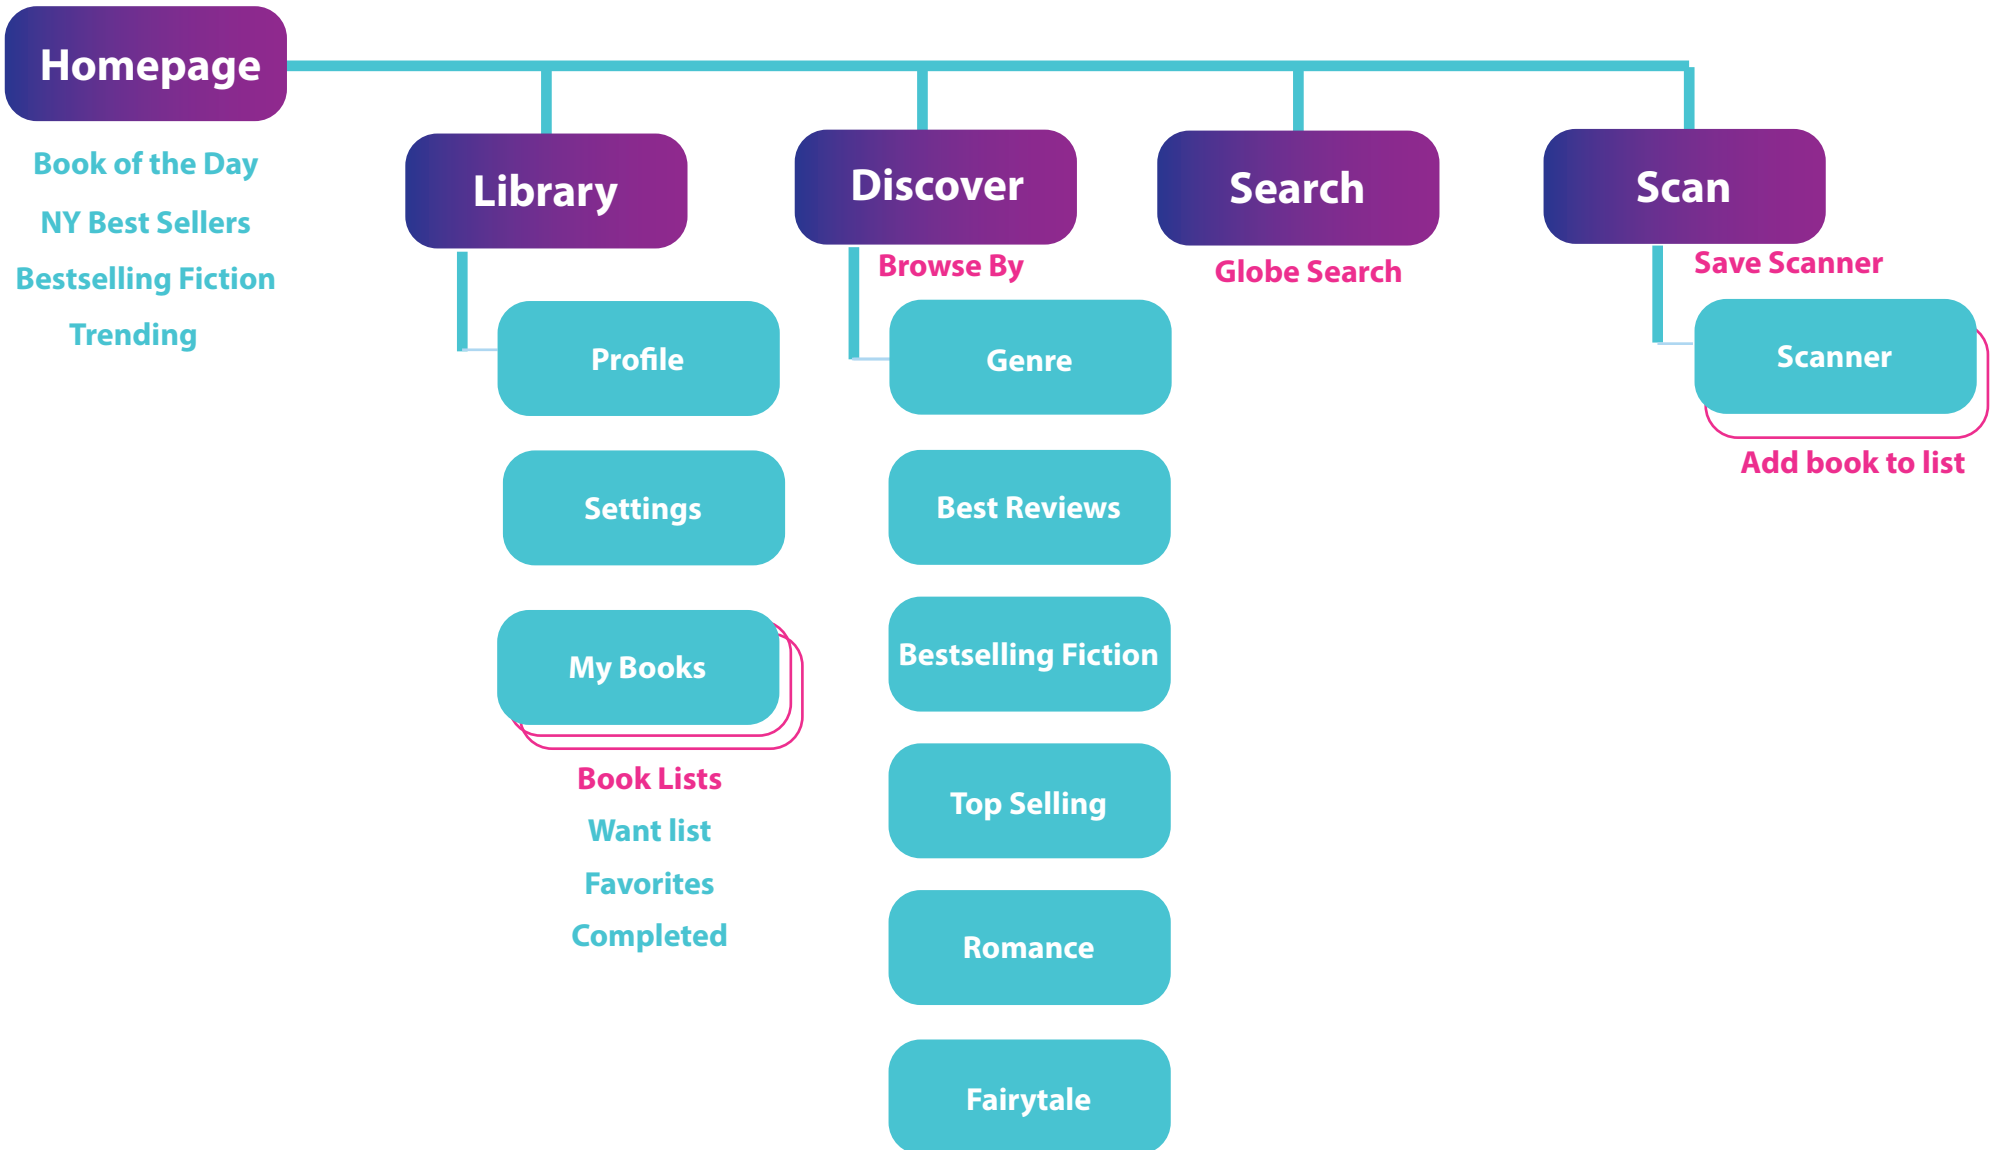 Homepage
Book of the Day
NY Best Sellers
Bestselling Fiction
Trending
Library
Profile
Settings
My Books
Book Lists
Want list
Favorites
Completed
Discover
Browse By
Genre
Best Reviews
Bestselling Fiction
Top Selling
Romance
Fairytale
Search
Globe Search
Scan
Save Scanner
Scanner
Add book to list